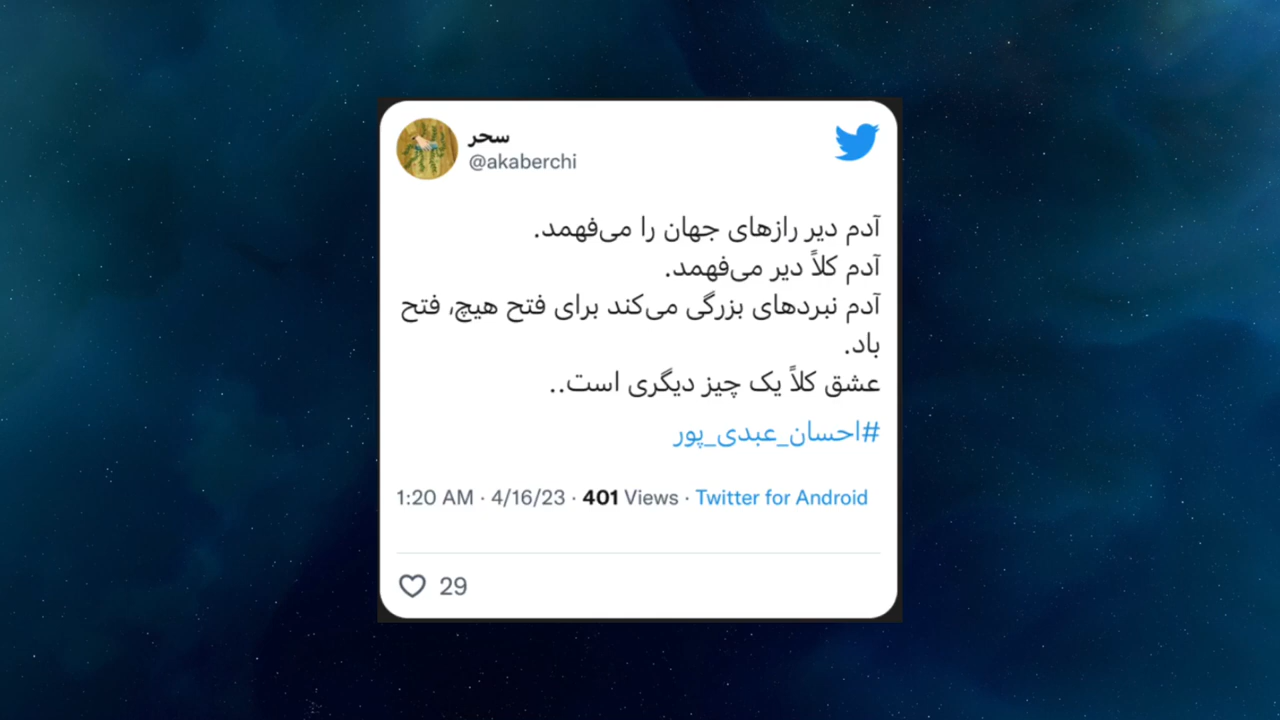 سحر
@akaberchi
آدم دیر رازهای جهان را می‌فهمد.
آدم کلاً دیر می‌فهمد.
آدم نبردهای بزرگی می‌کند برای فتح هیچ، فتح
باد.
عشق کلاً یک چیز دیگری است..
#احسان_عبدی_پور
1:20 AM · 4/16/23 · 401 Views · Twitter for Android
29